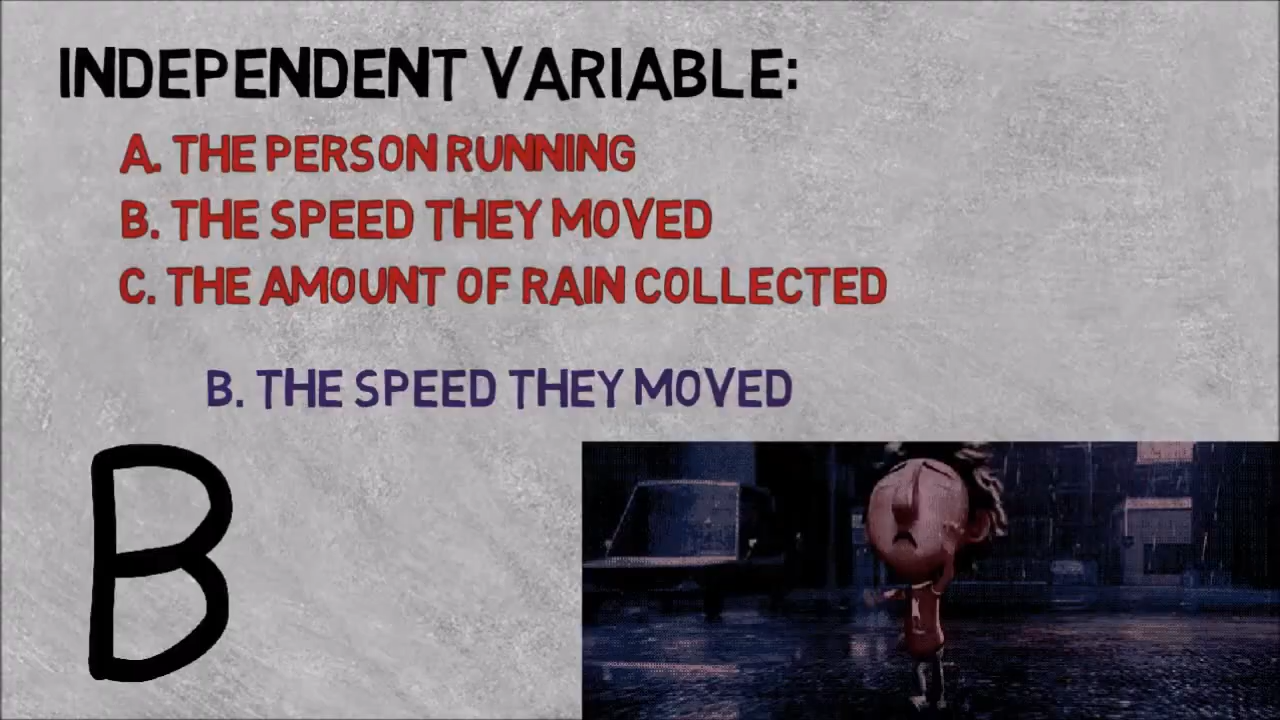 INDEPENDENT VARIABLE:
A. THE PERSON RUNNING
B. THE SPEED THEY MOVED
C. THE AMOUNT OF RAIN COLLECTED
B. THE SPEED THEY MOVED
B